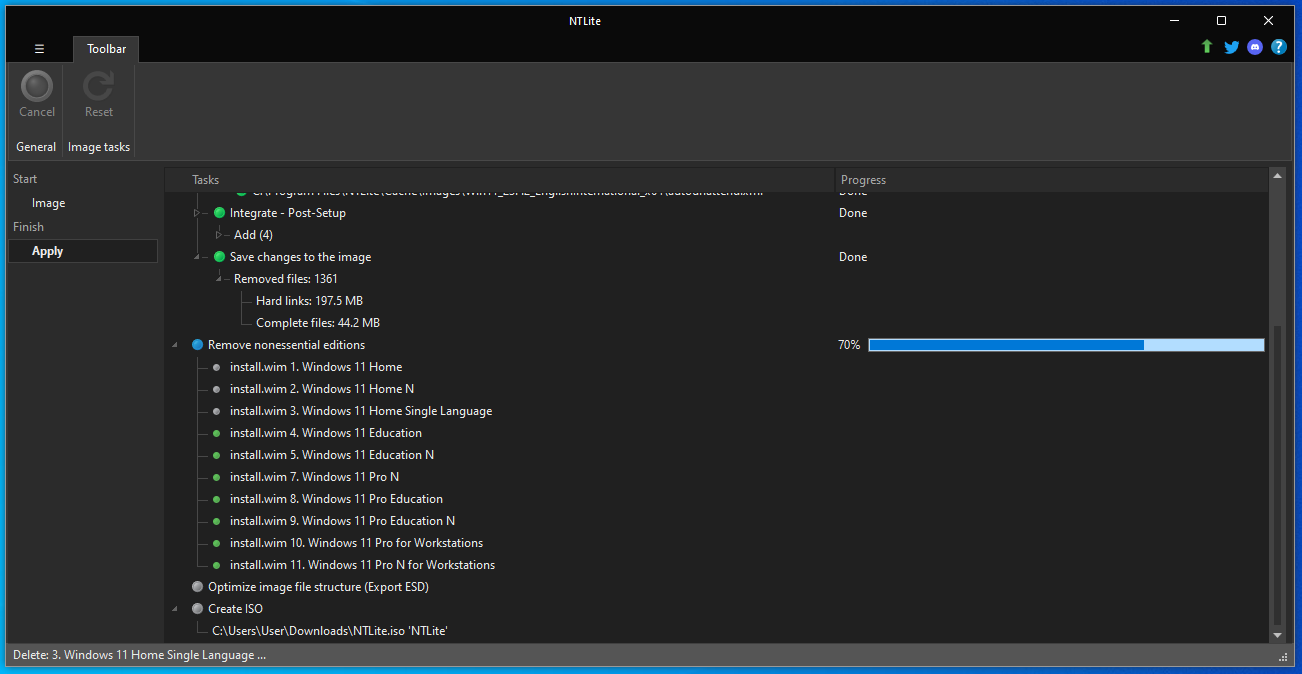 NTLite
Toolbar
Cancel
Reset
General
Image tasks
Start
Image
Finish
Apply
Tasks
Progress
Done
Integrate - Post-Setup
Done
Add (4)
Save changes to the image
Done
Removed files: 1361
Hard links: 197.5 MB
Complete files: 44.2 MB
Remove nonessential editions
70%
install.wim 1. Windows 11 Home
install.wim 2. Windows 11 Home N
install.wim 3. Windows 11 Home Single Language
install.wim 4. Windows 11 Education
install.wim 5. Windows 11 Education N
install.wim 7. Windows 11 Pro N
install.wim 8. Windows 11 Pro Education
install.wim 9. Windows 11 Pro Education N
install.wim 10. Windows 11 Pro for Workstations
install.wim 11. Windows 11 Pro N for Workstations
Optimize image file structure (Export ESD)
Create ISO
C:\Users\User\Downloads\NTLite.iso 'NTLite'
Delete: 3. Windows 11 Home Single Language ...